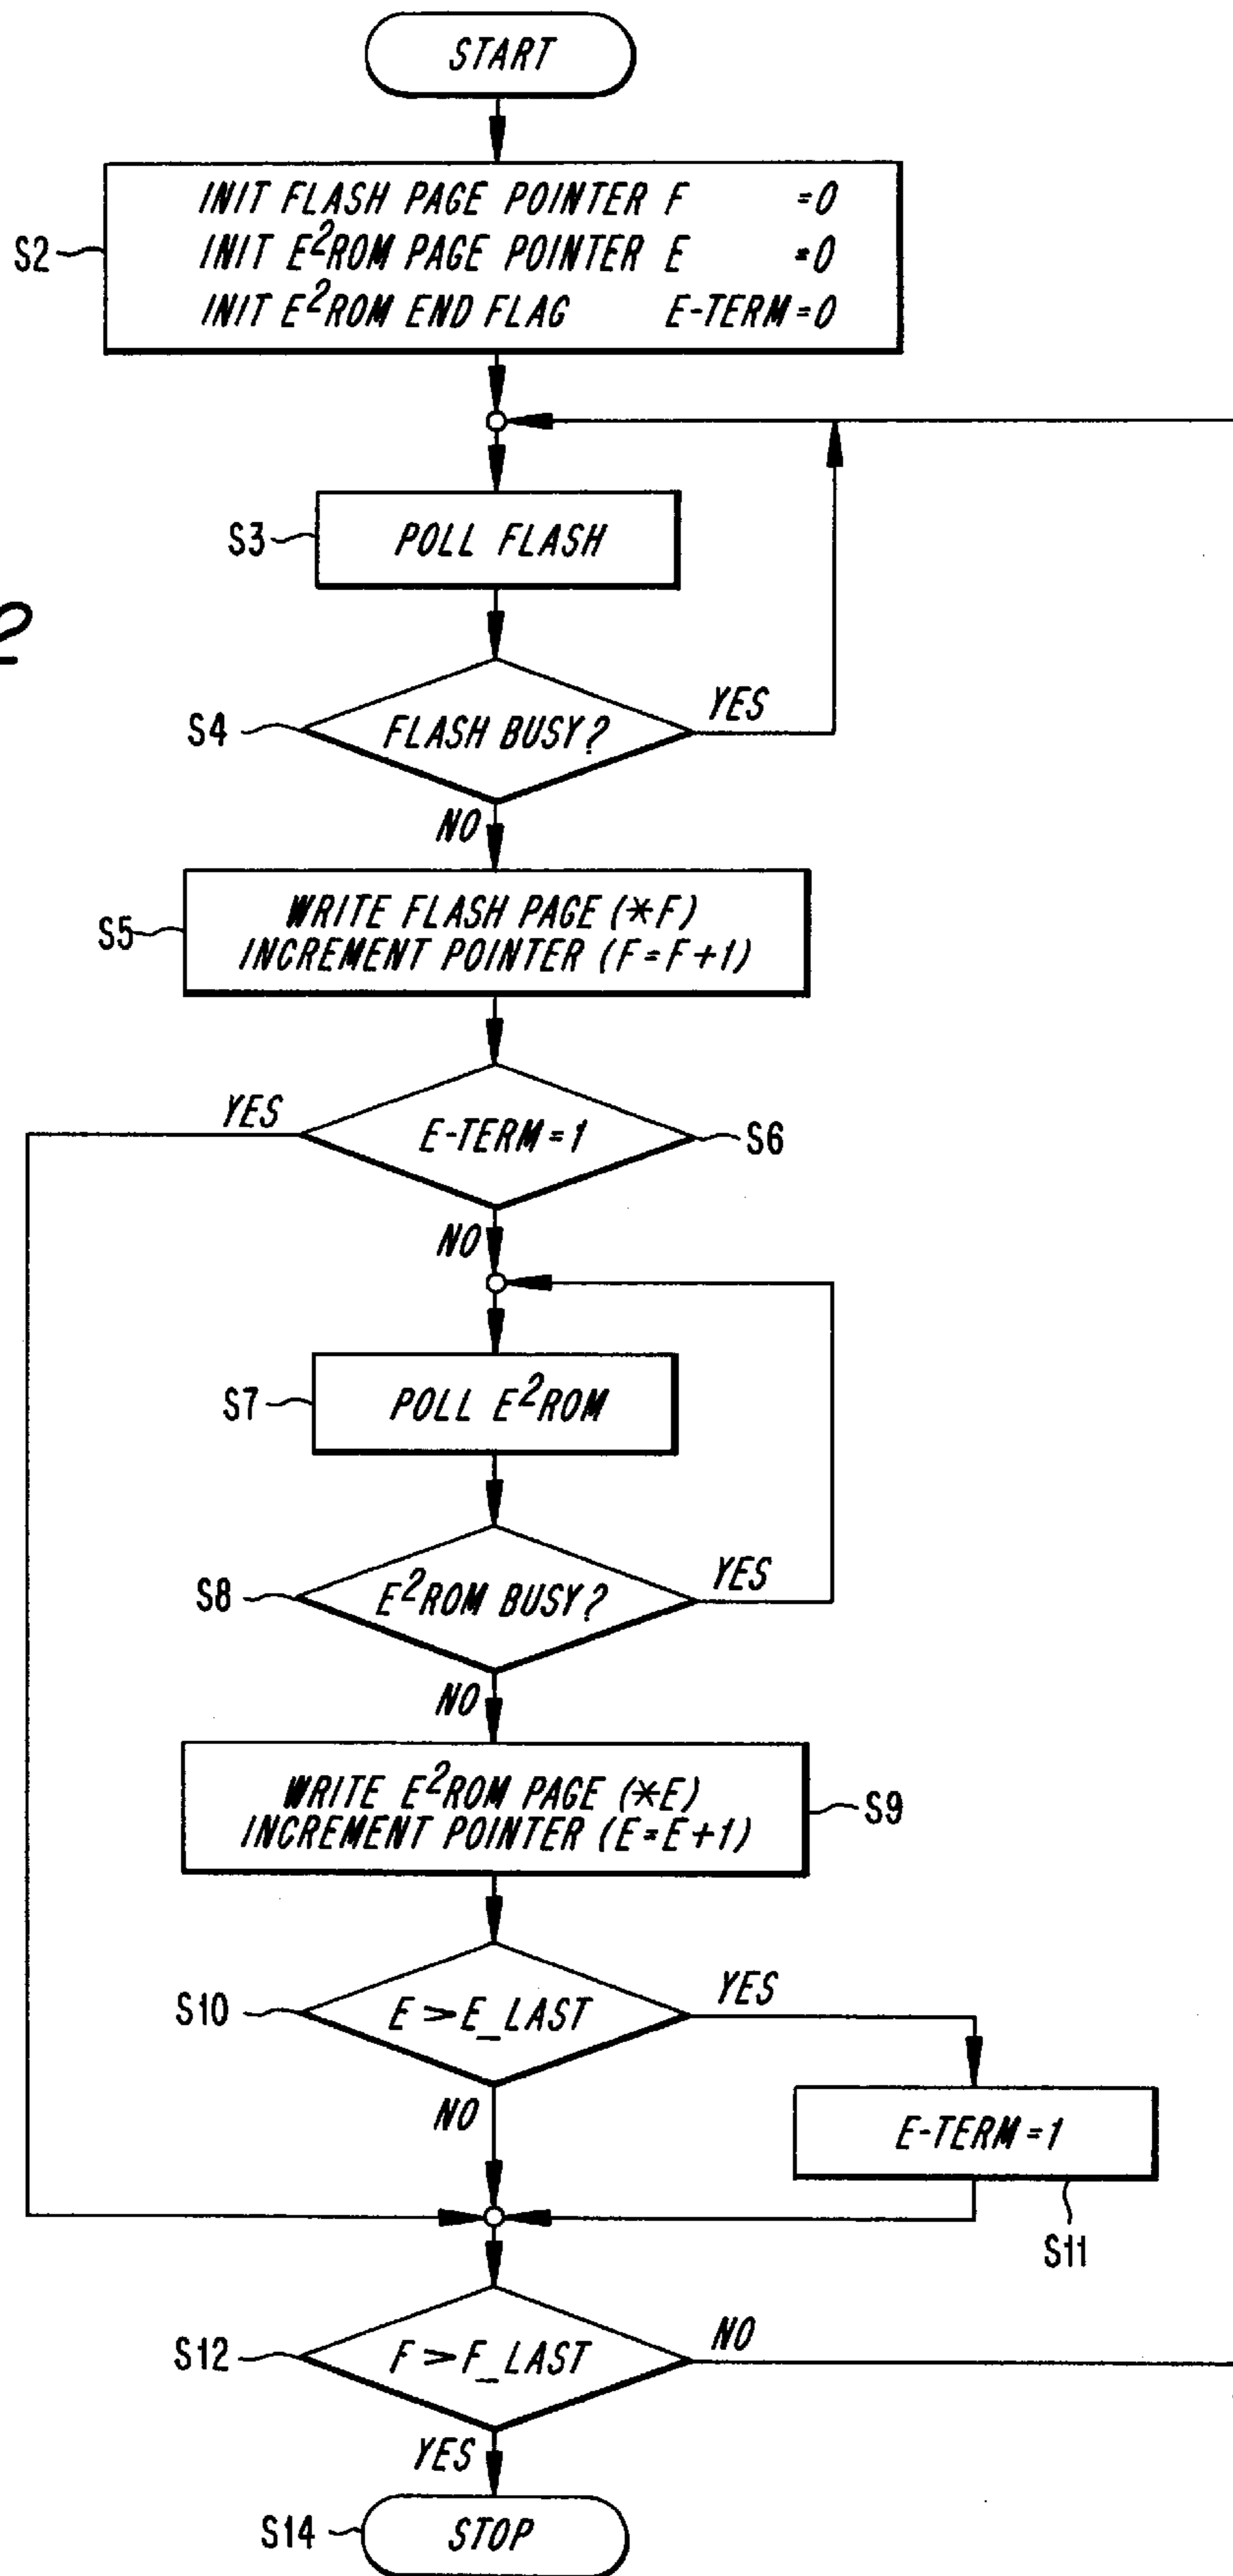 START
INIT FLASH PAGE POINTER F =0
S2
INIT E²ROM PAGE POINTER E =0
INIT E²ROM END FLAG E-TERM=0
S3
POLL FLASH
2
S4
FLASH BUSY?
YES
NO
S5
WRITE FLASH PAGE (*F)
INCREMENT POINTER (F=F+1)
YES
E-TERM=1
S6
NO
S7
POLL E²ROM
S8
E²ROM BUSY?
YES
NO
WRITE E²ROM PAGE (*E)
INCREMENT POINTER (E=E+1)
S9
S10
E>E_LAST
YES
NO
E-TERM=1
S11
S12
F>F_LAST
NO
YES
S14
STOP